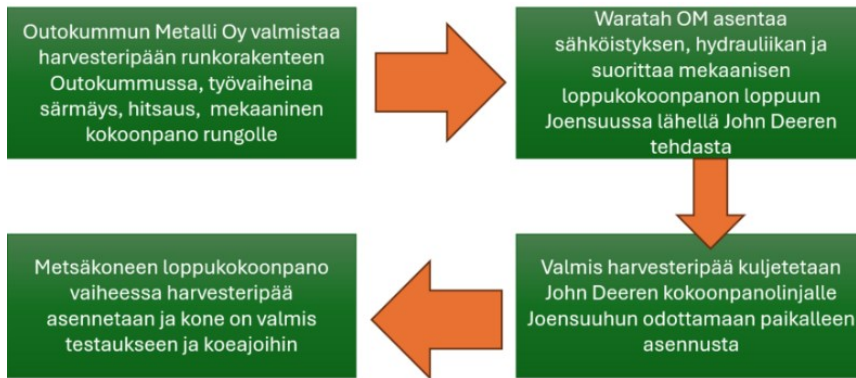 Outokummun Metalli Oy valmistaa
harvesteripään runkorakenteen
Outokummussa, työvaiheina
särmäys, hitsaus,  mekaaninen
kokoonpano rungolle
Waratah OM asentaa
sähköistyksen, hydrauliikan ja
suorittaa mekaanisen
loppukokoonpanon loppuun
Joensuussa lähellä John Deeren
tehdasta
Valmis harvesteripää kuljetetaan
John Deeren kokoonpanolinjalle
Joensuuhun odottamaan paikalleen
asennusta
Metsäkoneen loppukokoonpano
vaiheessa harvesteripää
asennetaan ja kone on valmis
testaukseen ja koeajoihin